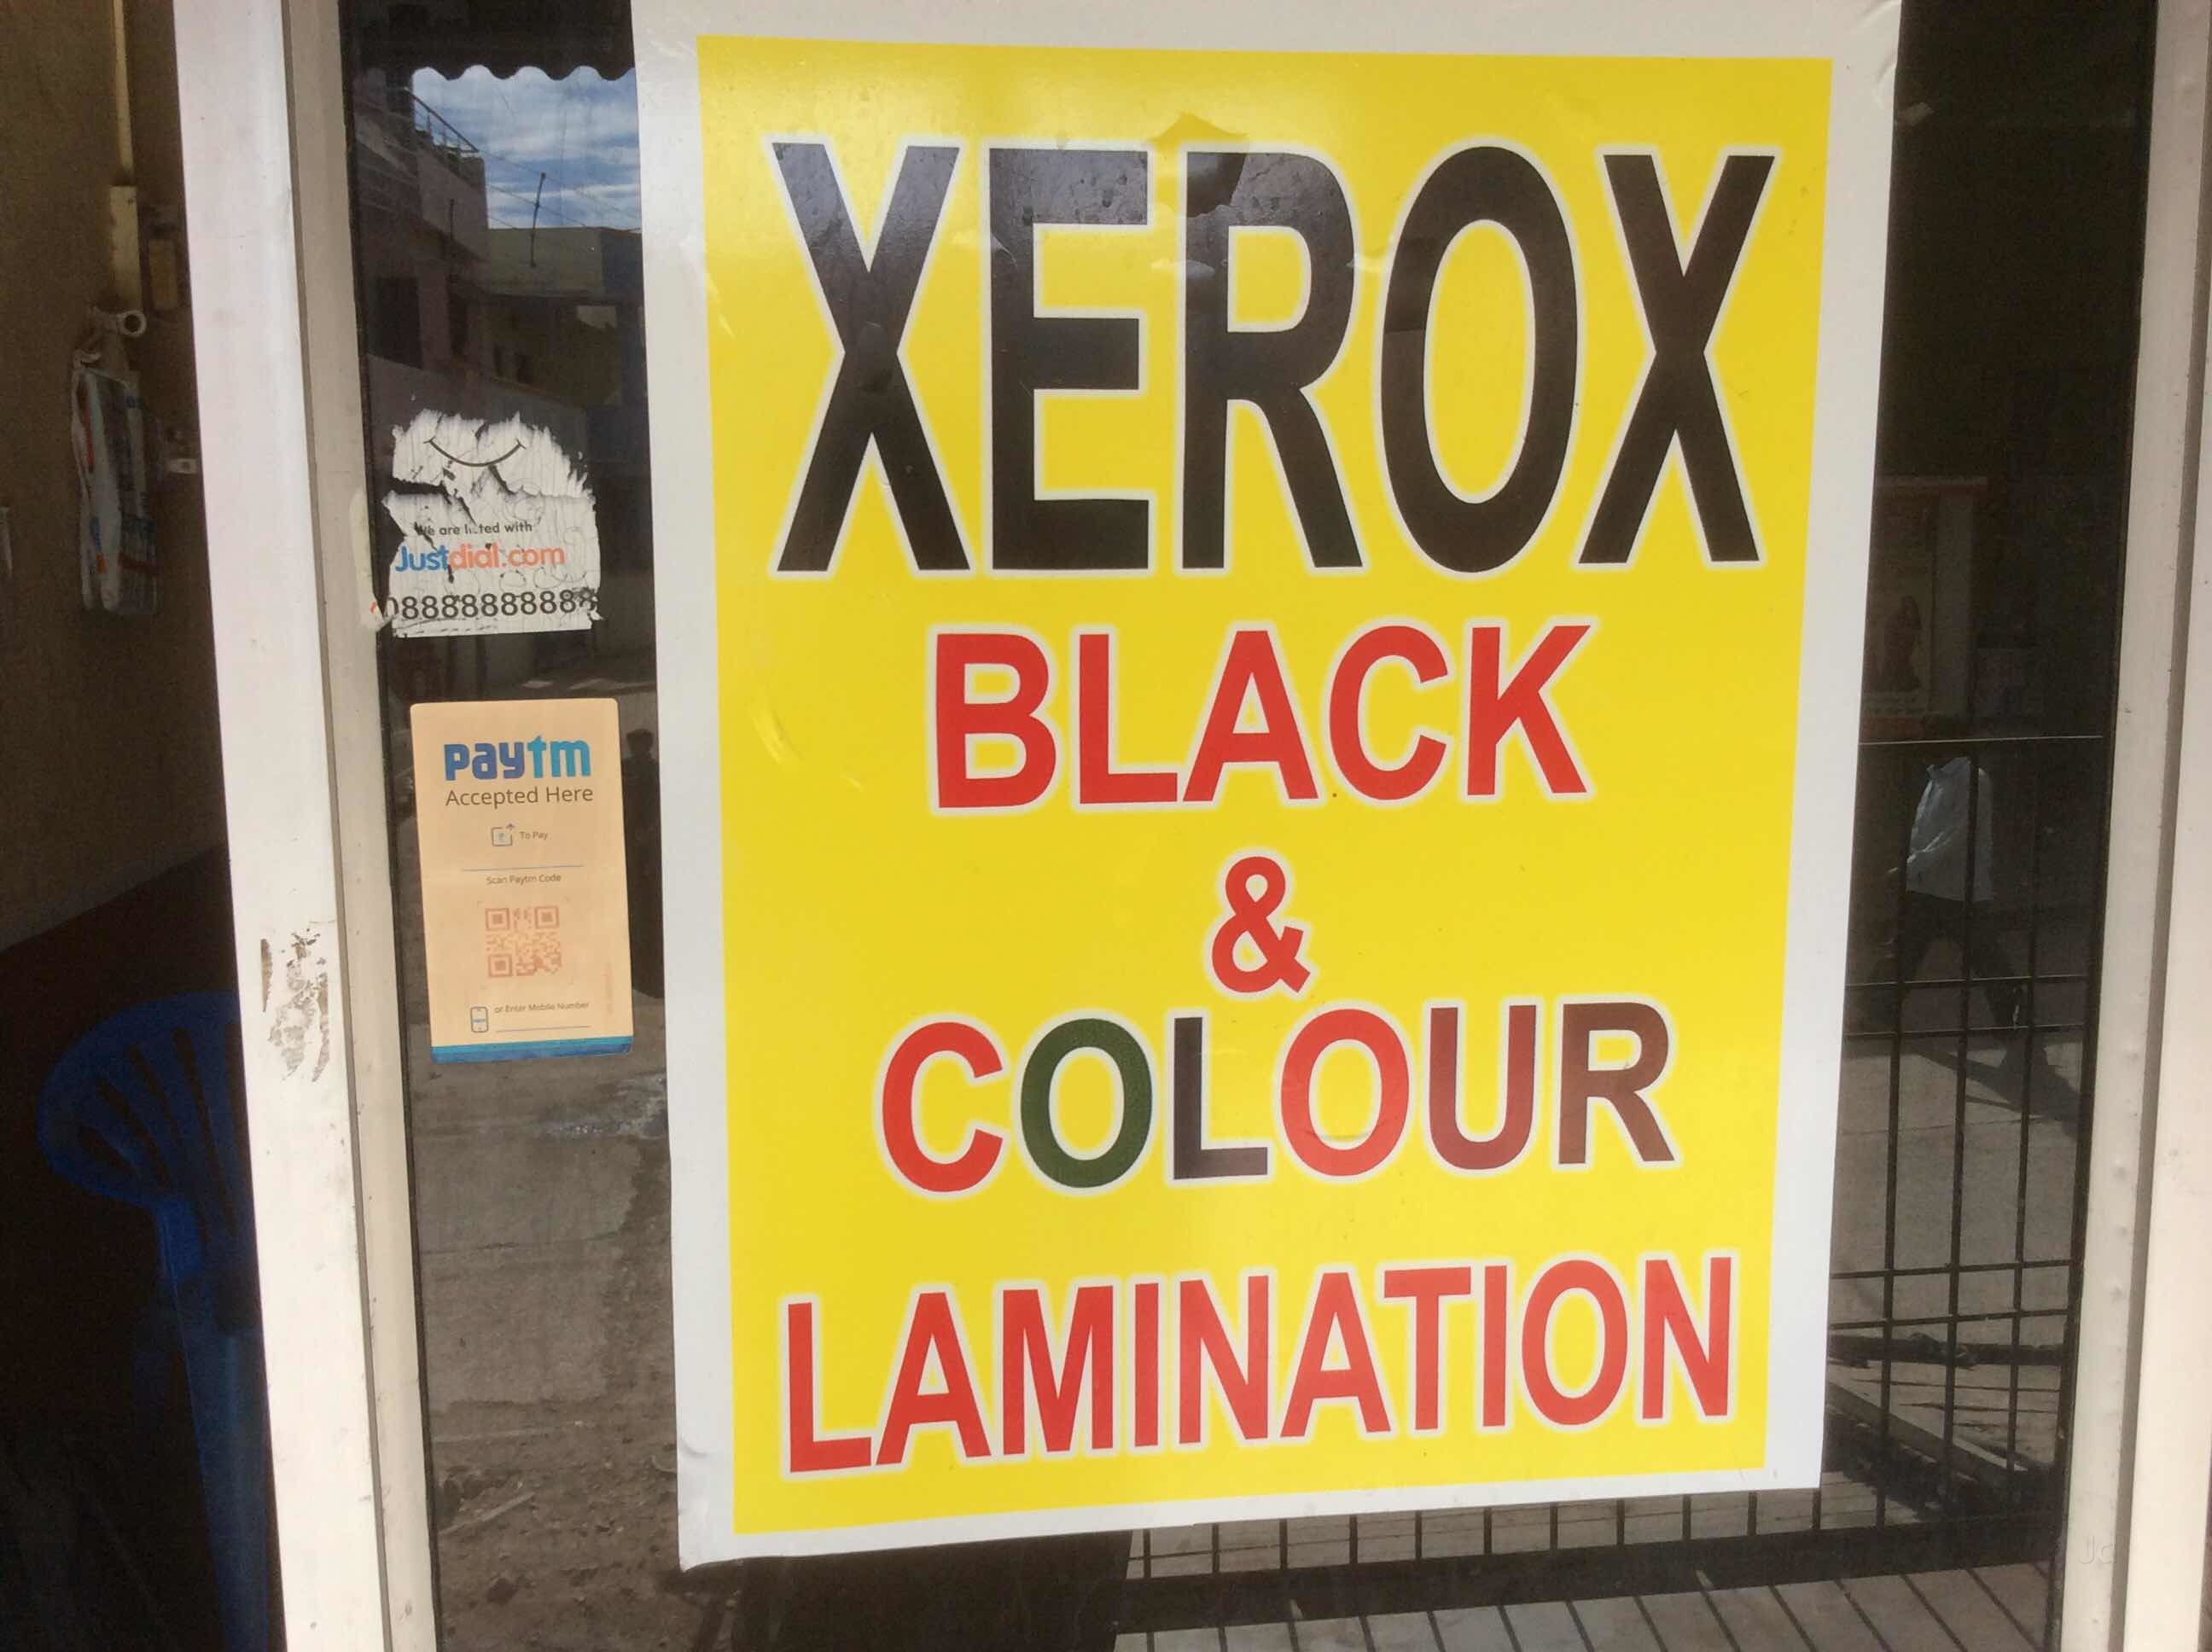 XEROX
BLACK
&
COLOUR
LAMINATION
We are listed with
Justdial.com
08888888888
paytm
Accepted Here
To Pay
Scan Paytm Code
or Enter Mobile Number